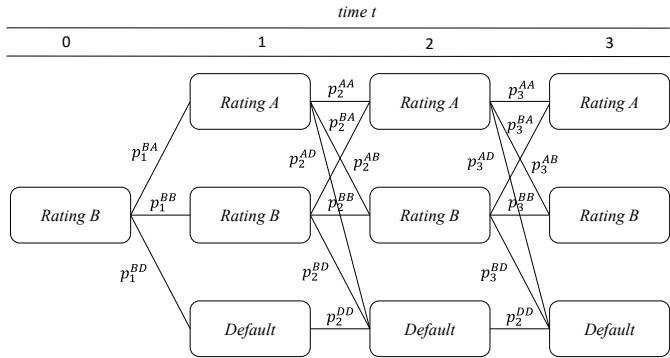 time t
0 1 2 3
Rating A Rating A Rating A
p_2^{AA} p_3^{AA}
p_2^{BA} p_3^{BA}
p_1^{BA} p_2^{AD} p_2^{AB} p_3^{AD} p_3^{AB}
p_1^{BB} p_2^{BB} p_3^{BB}
Rating B Rating B Rating B Rating B
p_1^{BD} p_2^{BD} p_3^{BD}
p_2^{DD} p_2^{DD}
Default Default Default